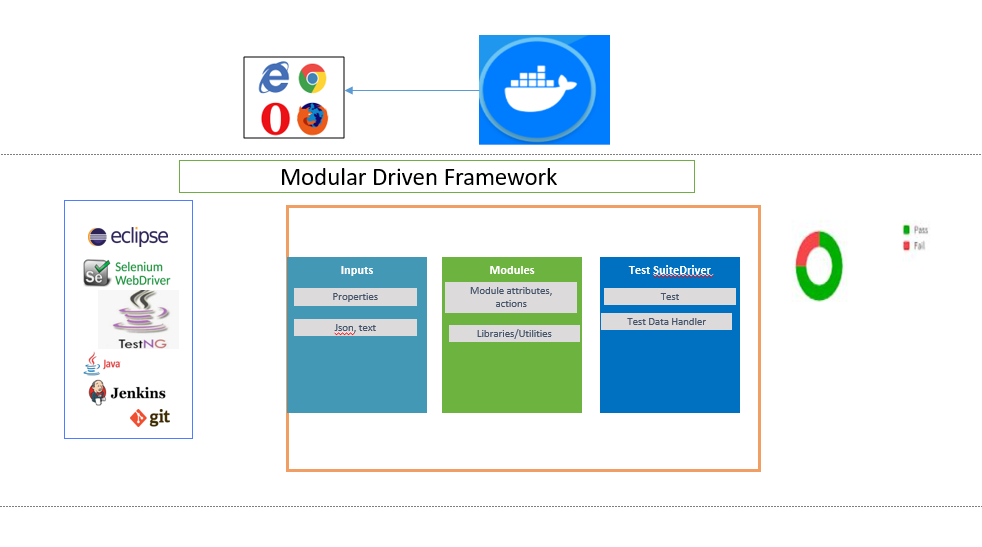 Modular Driven Framework
eclipse
Se
Selenium
WebDriver
TestNG
Java
Jenkins
git
Inputs
Properties
Json, text
Modules
Module attributes,
actions
Libraries/Utilities
Test SuiteDriver
Test
Test Data Handler
Pass
Fail